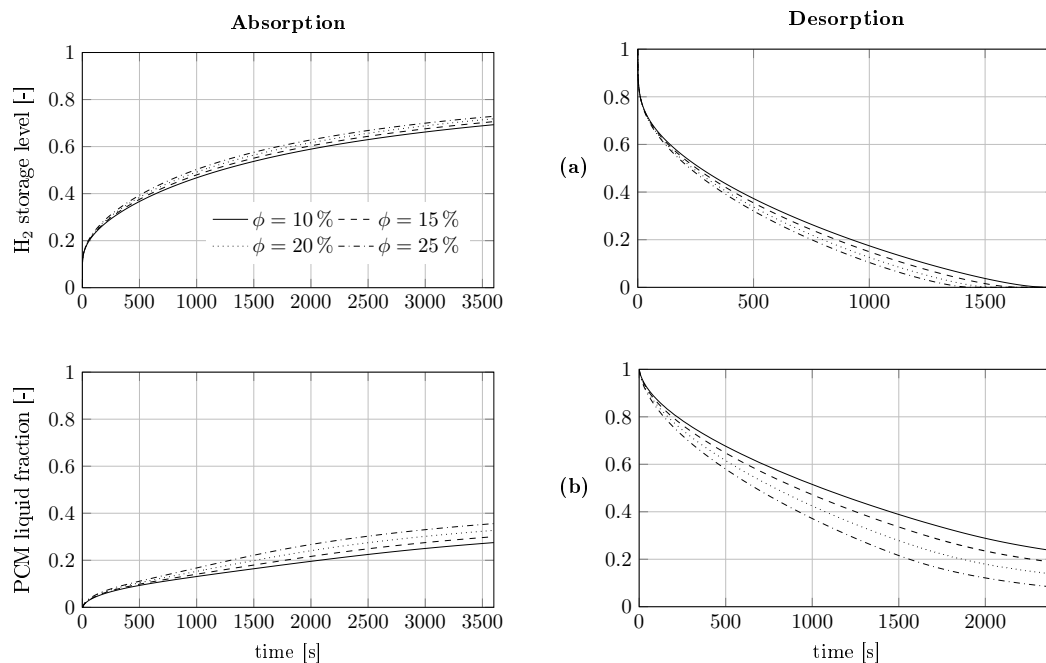 Absorption
Desorption
H₂ storage level [-]
1
0.8
0.6
0.4
0.2
0
0 500 1000 1500 2000 2500 3000 3500
ϕ = 10 % ϕ = 15 %
ϕ = 20 % ϕ = 25 %
(a)
1
0.8
0.6
0.4
0.2
0
0 500 1000 1500
PCM liquid fraction [-]
1
0.8
0.6
0.4
0.2
0
0 500 1000 1500 2000 2500 3000 3500
time [s]
(b)
1
0.8
0.6
0.4
0.2
0
0 500 1000 1500 2000
time [s]